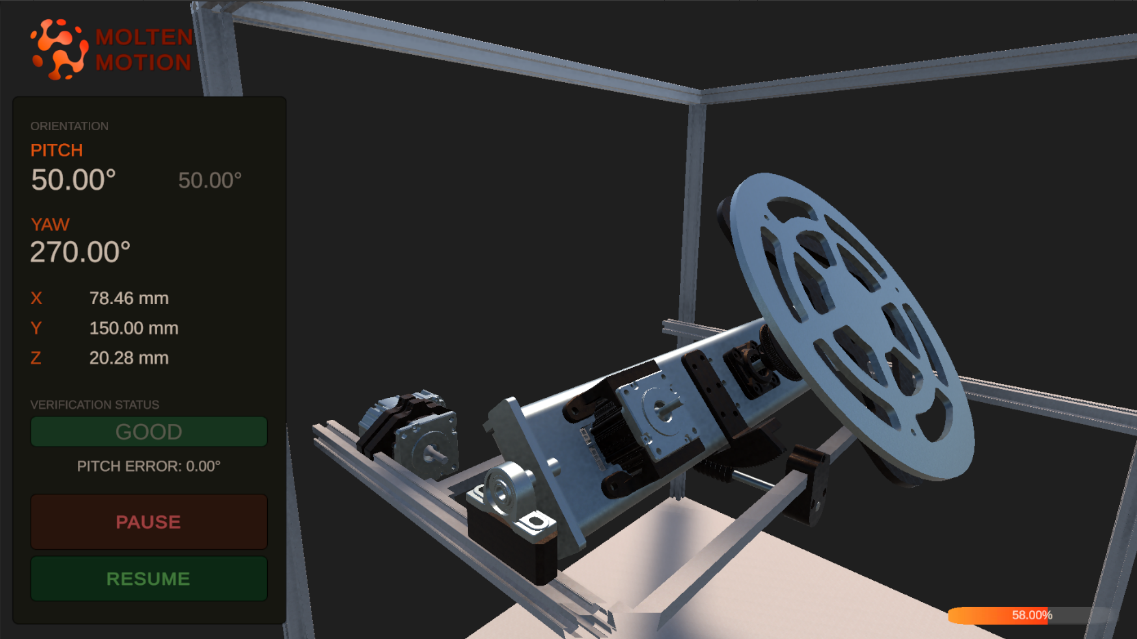 MOLTEN
MOTION
ORIENTATION
PITCH
50.00° 50.00°
YAW
270.00°
X 78.46 mm
Y 150.00 mm
Z 20.28 mm
VERIFICATION STATUS
GOOD
PITCH ERROR: 0.00°
PAUSE
RESUME
58.00%